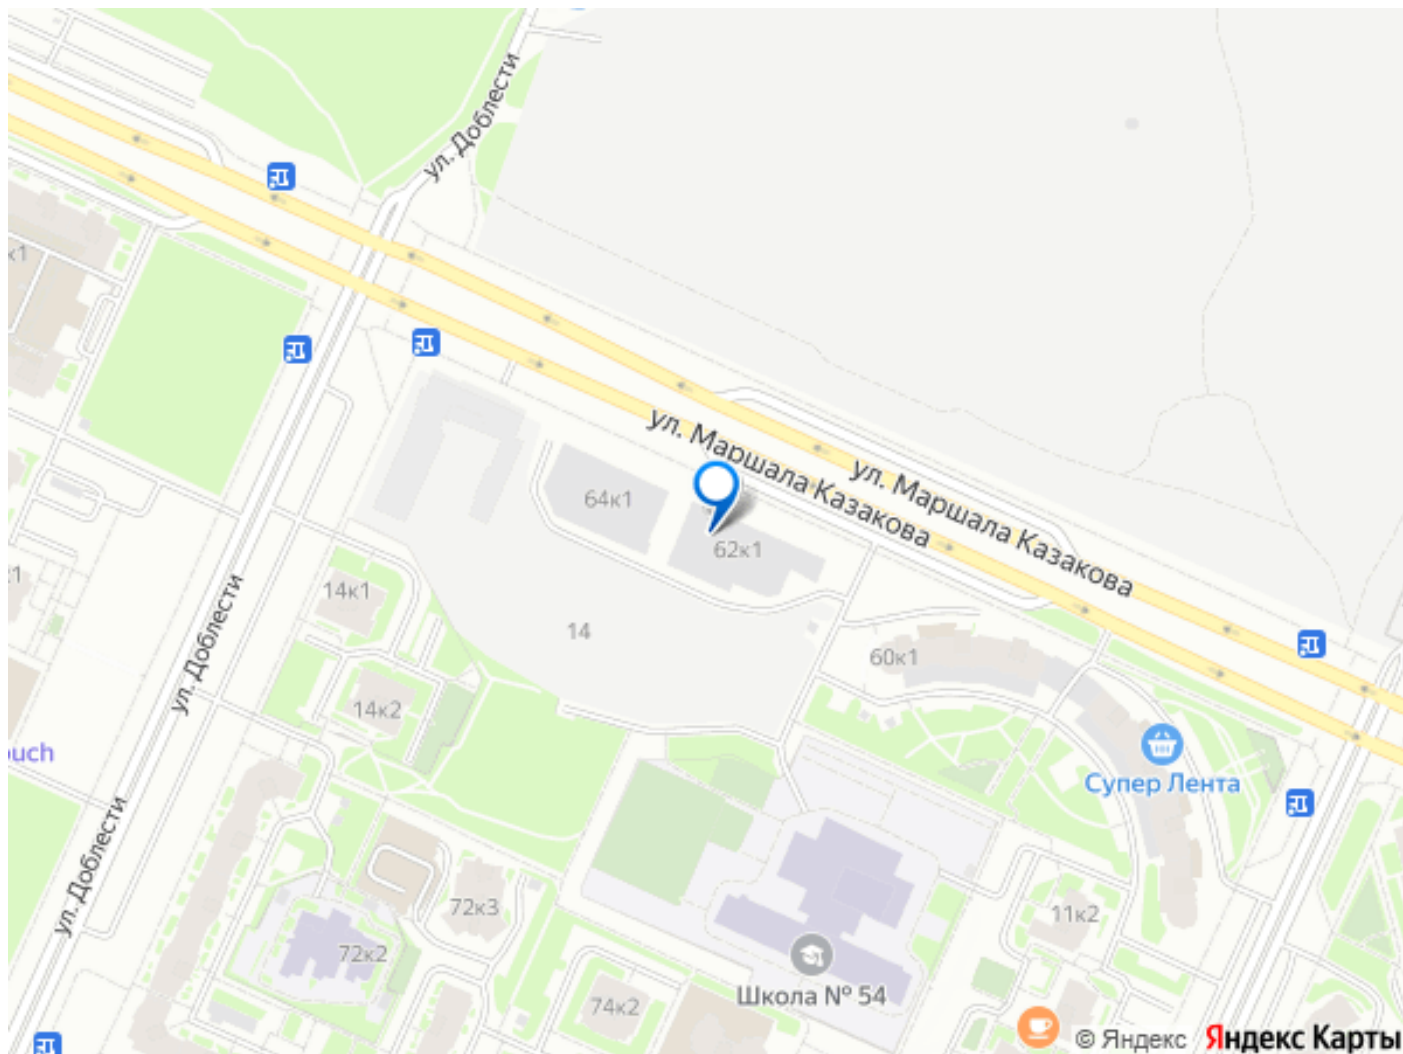 ул. Доблести
к1
ул. Маршала Казакова
ул. Маршала Казакова
64к1
62к1
14к1
14
ул. Доблести
60к1
14к2
Супер Лента
ул. Доблести
72к3
11к2
72к2
Школа № 54
74к2
© Яндекс Яндекс Карты